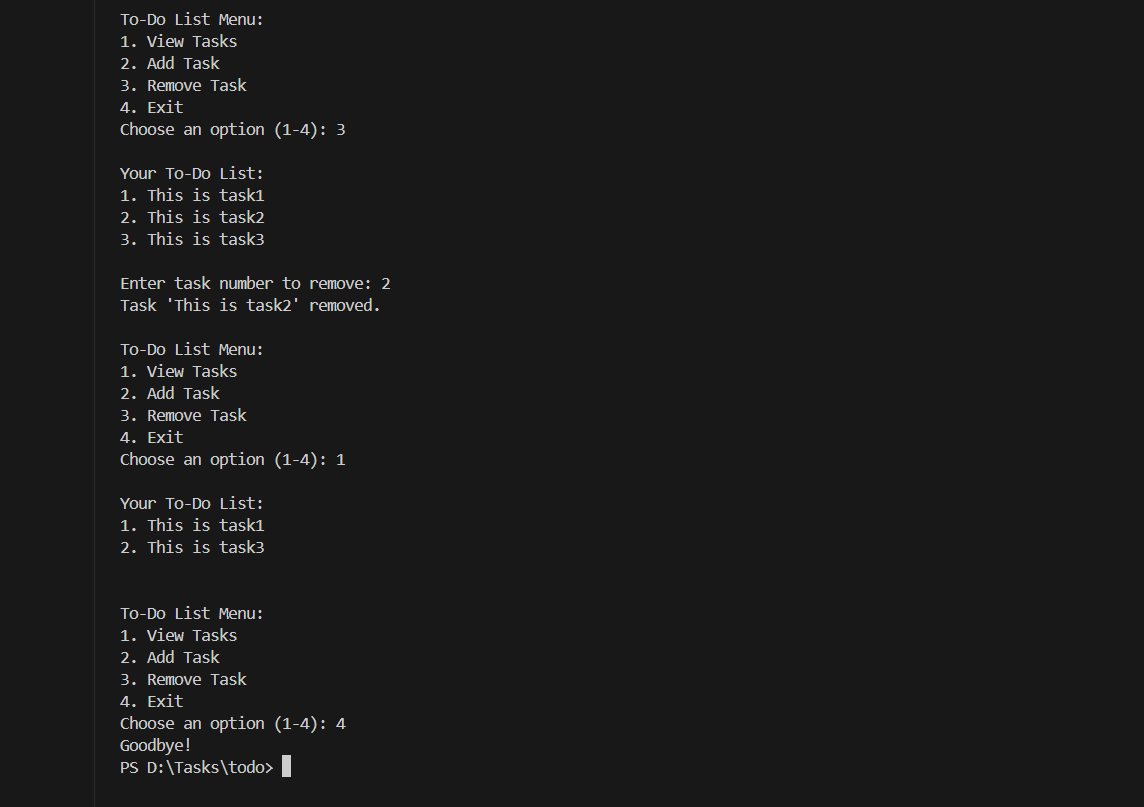 To-Do List Menu:
1. View Tasks
2. Add Task
3. Remove Task
4. Exit
Choose an option (1-4): 3
Your To-Do List:
1. This is task1
2. This is task2
3. This is task3
Enter task number to remove: 2
Task 'This is task2' removed.
To-Do List Menu:
1. View Tasks
2. Add Task
3. Remove Task
4. Exit
Choose an option (1-4): 1
Your To-Do List:
1. This is task1
2. This is task3
To-Do List Menu:
1. View Tasks
2. Add Task
3. Remove Task
4. Exit
Choose an option (1-4): 4
Goodbye!
PS D:\Tasks\todo>